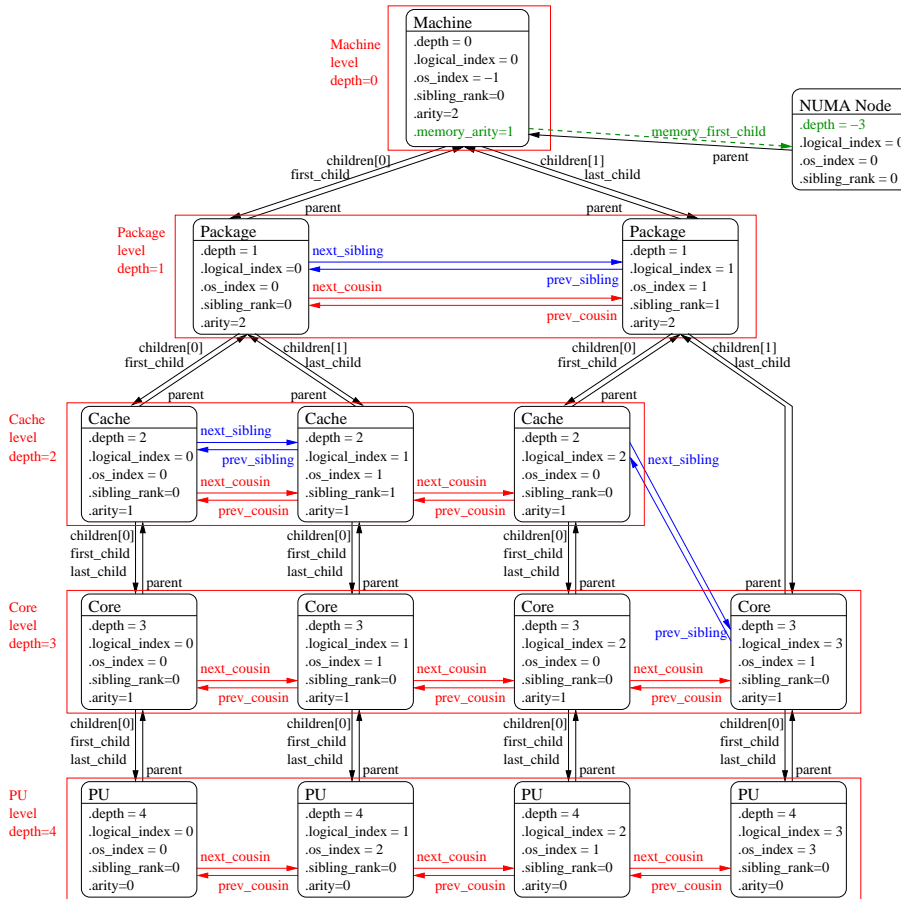 Machine
level
depth=0
Machine
.depth = 0
.logical_index = 0
.os_index = −1
.sibling_rank=0
.arity=2
.memory_arity=1
NUMA Node
.depth = −3
.logical_index = 0
.os_index = 0
.sibling_rank = 0
memory_first_child
parent
children[0]
first_child
parent
children[1]
last_child
parent
Package
level
depth=1
Package
.depth = 1
.logical_index =0
.os_index = 0
.sibling_rank=0
.arity=2
next_sibling
prev_sibling
next_cousin
prev_cousin
Package
.depth = 1
.logical_index = 1
.os_index = 1
.sibling_rank=1
.arity=2
children[0]
first_child
parent
children[1]
last_child
parent
children[0]
first_child
parent
children[1]
last_child
Cache
level
depth=2
Cache
.depth = 2
.logical_index = 0
.os_index = 0
.sibling_rank=0
.arity=1
next_sibling
prev_sibling
next_cousin
prev_cousin
Cache
.depth = 2
.logical_index = 1
.os_index = 1
.sibling_rank=1
.arity=1
next_cousin
prev_cousin
Cache
.depth = 2
.logical_index = 2
.os_index = 0
.sibling_rank=0
.arity=1
next_sibling
prev_sibling
children[0]
first_child
last_child
parent
children[0]
first_child
last_child
parent
children[0]
first_child
last_child
parent
parent
Core
level
depth=3
Core
.depth = 3
.logical_index = 0
.os_index = 0
.sibling_rank=0
.arity=1
next_cousin
prev_cousin
Core
.depth = 3
.logical_index = 1
.os_index = 1
.sibling_rank=0
.arity=1
next_cousin
prev_cousin
Core
.depth = 3
.logical_index = 2
.os_index = 0
.sibling_rank=0
.arity=1
next_cousin
prev_cousin
Core
.depth = 3
.logical_index = 3
.os_index = 1
.sibling_rank=0
.arity=1
children[0]
first_child
last_child
parent
children[0]
first_child
last_child
parent
children[0]
first_child
last_child
parent
children[0]
first_child
last_child
parent
PU
level
depth=4
PU
.depth = 4
.logical_index = 0
.os_index = 0
.sibling_rank=0
.arity=0
next_cousin
prev_cousin
PU
.depth = 4
.logical_index = 1
.os_index = 2
.sibling_rank=0
.arity=0
next_cousin
prev_cousin
PU
.depth = 4
.logical_index = 2
.os_index = 1
.sibling_rank=0
.arity=0
next_cousin
prev_cousin
PU
.depth = 4
.logical_index = 3
.os_index = 3
.sibling_rank=0
.arity=0